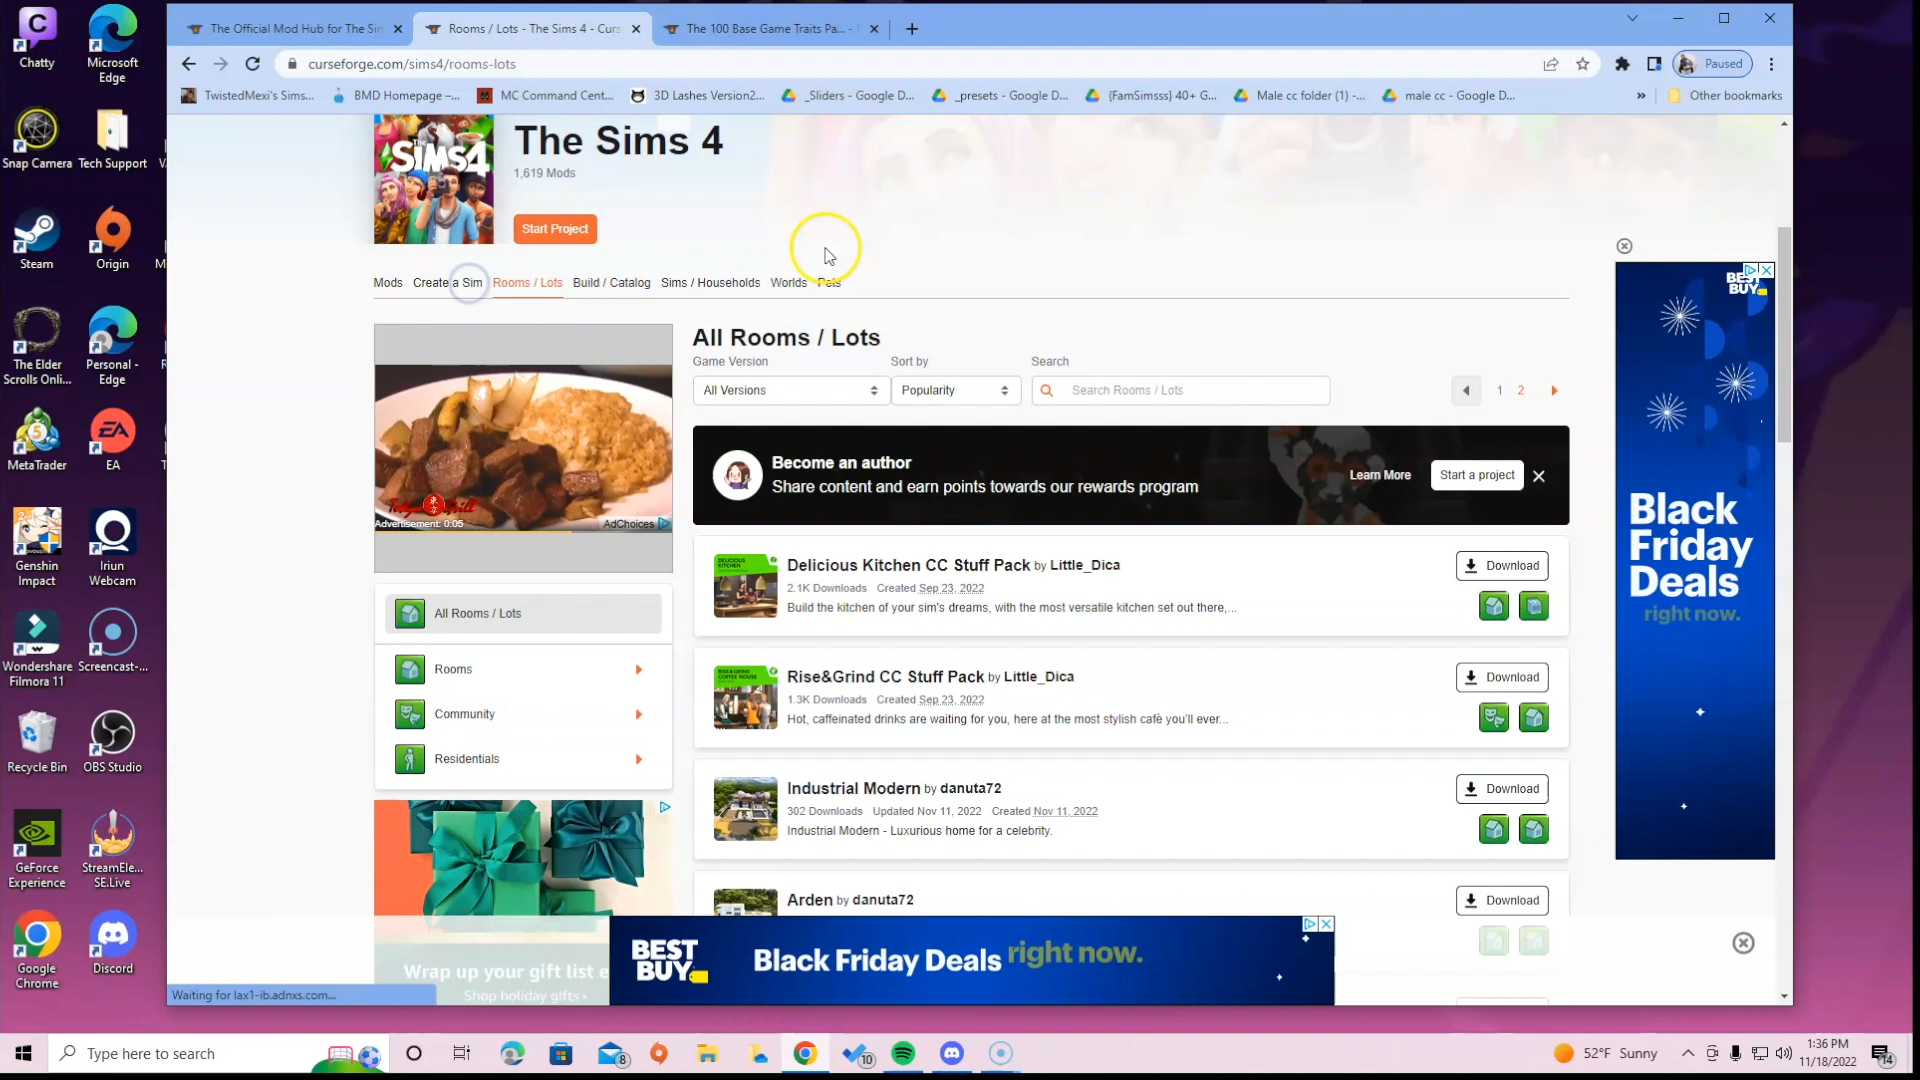 Chatty
Microsoft
Edge
Snap Camera
Tech Support
Steam
Origin
The Elder
Scrolls Onli...
Personal -
Edge
MetaTrader
EA
Genshin
Impact
Iriun
Webcam
Wondershare
Filmora 11
Screencast-...
Recycle Bin
OBS Studio
GeForce
Experience
StreamEle...
SE.Live
Google
Chrome
Discord
The Official Mod Hub for The Sim
Rooms / Lots - The Sims 4 - Curs
The 100 Base Game Traits Pa... -
curseforge.com/sims4/rooms-lots
Paused
TwistedMexi's Sims...
BMD Homepage –...
MC Command Cent...
3D Lashes Version2...
_Sliders - Google D...
_presets - Google D...
{FamSimsss} 40+ G...
Male cc folder (1) -...
male cc - Google D...
»
Other bookmarks
The SIMS4
The Sims 4
1,619 Mods
Start Project
Mods Create a Sim Rooms / Lots Build / Catalog Sims / Households Worlds Pets
Advertisement: 0:05
AdChoices
All Rooms / Lots
Game Version
Sort by
Search
All Versions
Popularity
Search Rooms / Lots
1 2
Become an author
Share content and earn points towards our rewards program
Learn More
Start a project
All Rooms / Lots
Rooms
Community
Residentials
Delicious Kitchen CC Stuff Pack by Little_Dica
2.1K Downloads Created Sep 23, 2022
Build the kitchen of your sim's dreams, with the most versatile kitchen set out there,...
Download
Rise&Grind CC Stuff Pack by Little_Dica
1.3K Downloads Created Sep 23, 2022
Hot, caffeinated drinks are waiting for you, here at the most stylish café you'll ever...
Download
Industrial Modern by danuta72
302 Downloads Updated Nov 11, 2022 Created Nov 11, 2022
Industrial Modern - Luxurious home for a celebrity.
Download
Arden by danuta72
Download
BEST
BUY
Black
Friday
Deals
right now.
Wrap up your gift list e
Shop holiday gifts ›
BEST
BUY
Black Friday Deals right now.
Waiting for lax1-ib.adnxs.com...
Type here to search
8
10
52°F Sunny
1:36 PM
11/18/2022
14